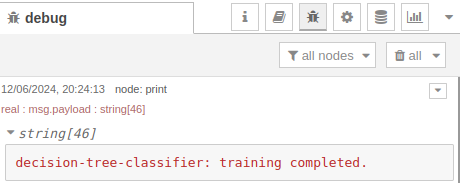 debug
all nodes
all
12/06/2024, 20:24:13 node: print
real : msg.payload : string[46]
string[46]
decision-tree-classifier: training completed.